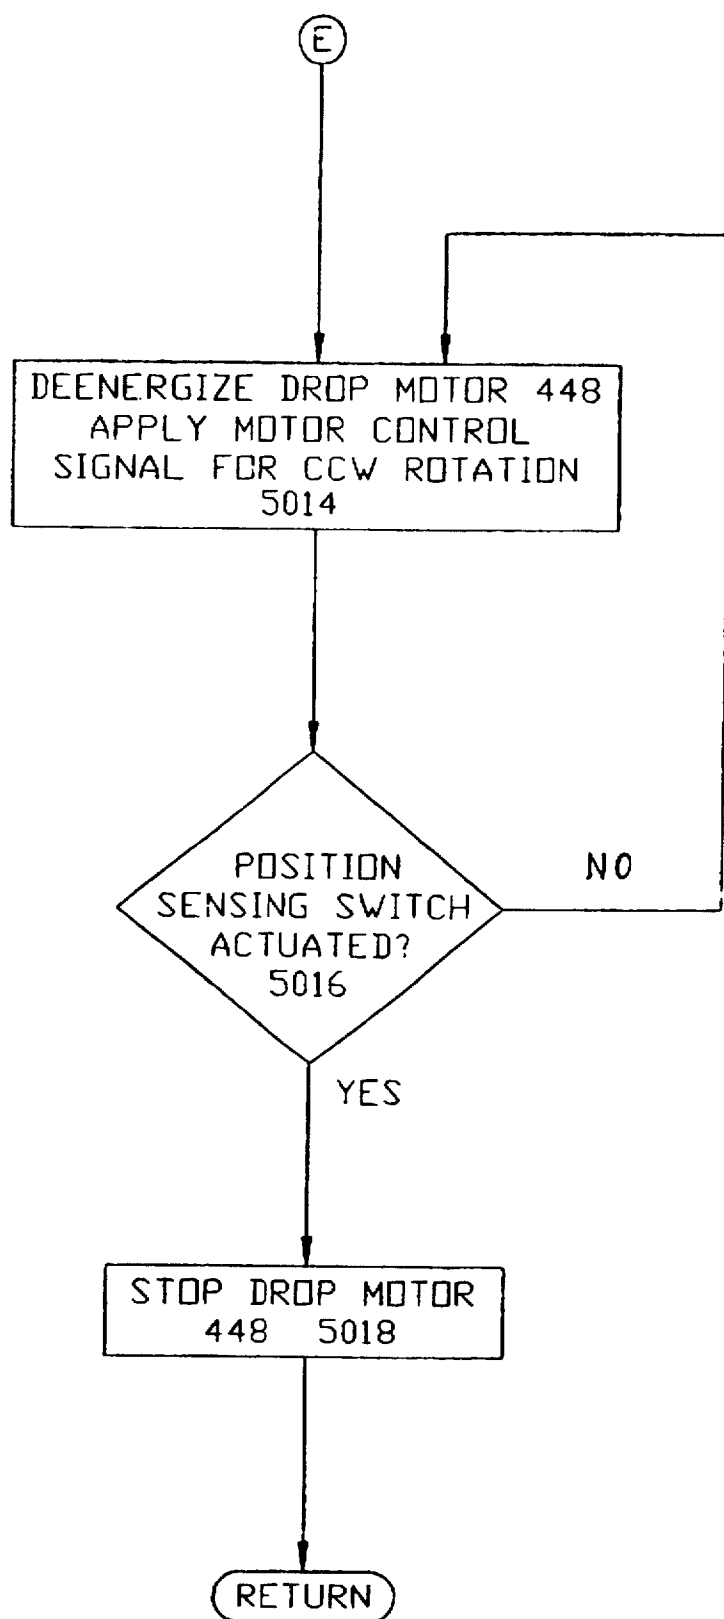 E
DEENERGIZE DROP MOTOR 448
APPLY MOTOR CONTROL
SIGNAL FOR CCW ROTATION
5014
POSITION
SENSING SWITCH
ACTUATED?
5016
NO
YES
STOP DROP MOTOR
448 5018
RETURN